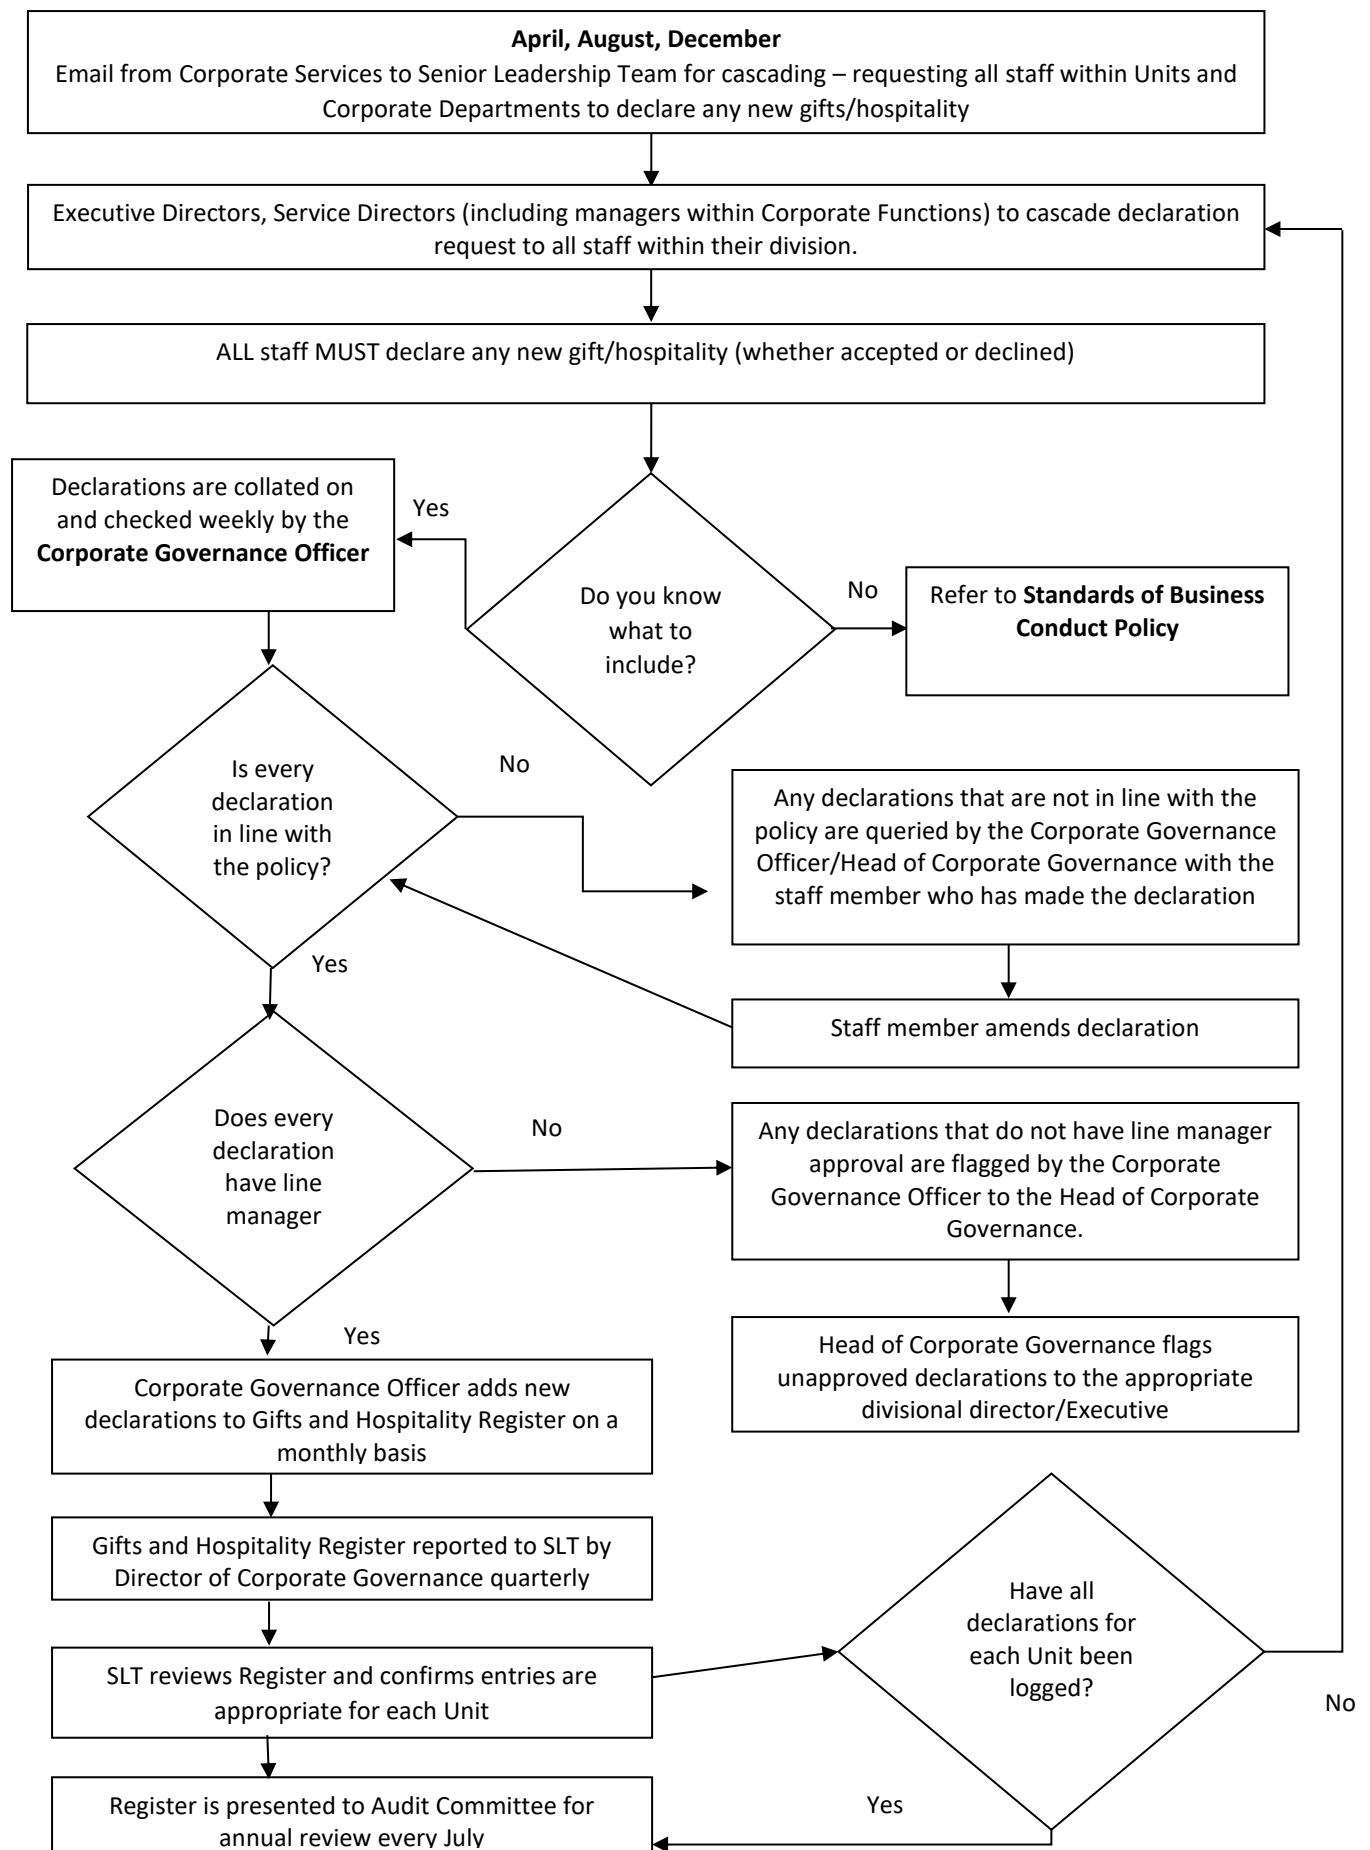 April, August, December
Email from Corporate Services to Senior Leadership Team for cascading – requesting all staff within Units and
Corporate Departments to declare any new gifts/hospitality
Executive Directors, Service Directors (including managers within Corporate Functions) to cascade declaration
request to all staff within their division.
ALL staff MUST declare any new gift/hospitality (whether accepted or declined)
Declarations are collated on
and checked weekly by the
Corporate Governance Officer
Yes
Do you know
what to
include?
No
Refer to Standards of Business
Conduct Policy
Is every
declaration
in line with
the policy?
No
Any declarations that are not in line with the
policy are queried by the Corporate Governance
Officer/Head of Corporate Governance with the
staff member who has made the declaration
Yes
Staff member amends declaration
Does every
declaration
have line
manager
No
Any declarations that do not have line manager
approval are flagged by the Corporate
Governance Officer to the Head of Corporate
Governance.
Yes
Head of Corporate Governance flags
unapproved declarations to the appropriate
divisional director/Executive
Corporate Governance Officer adds new
declarations to Gifts and Hospitality Register on a
monthly basis
Gifts and Hospitality Register reported to SLT by
Director of Corporate Governance quarterly
SLT reviews Register and confirms entries are
appropriate for each Unit
Have all
declarations for
each Unit been
logged?
No
Yes
Register is presented to Audit Committee for
annual review every July